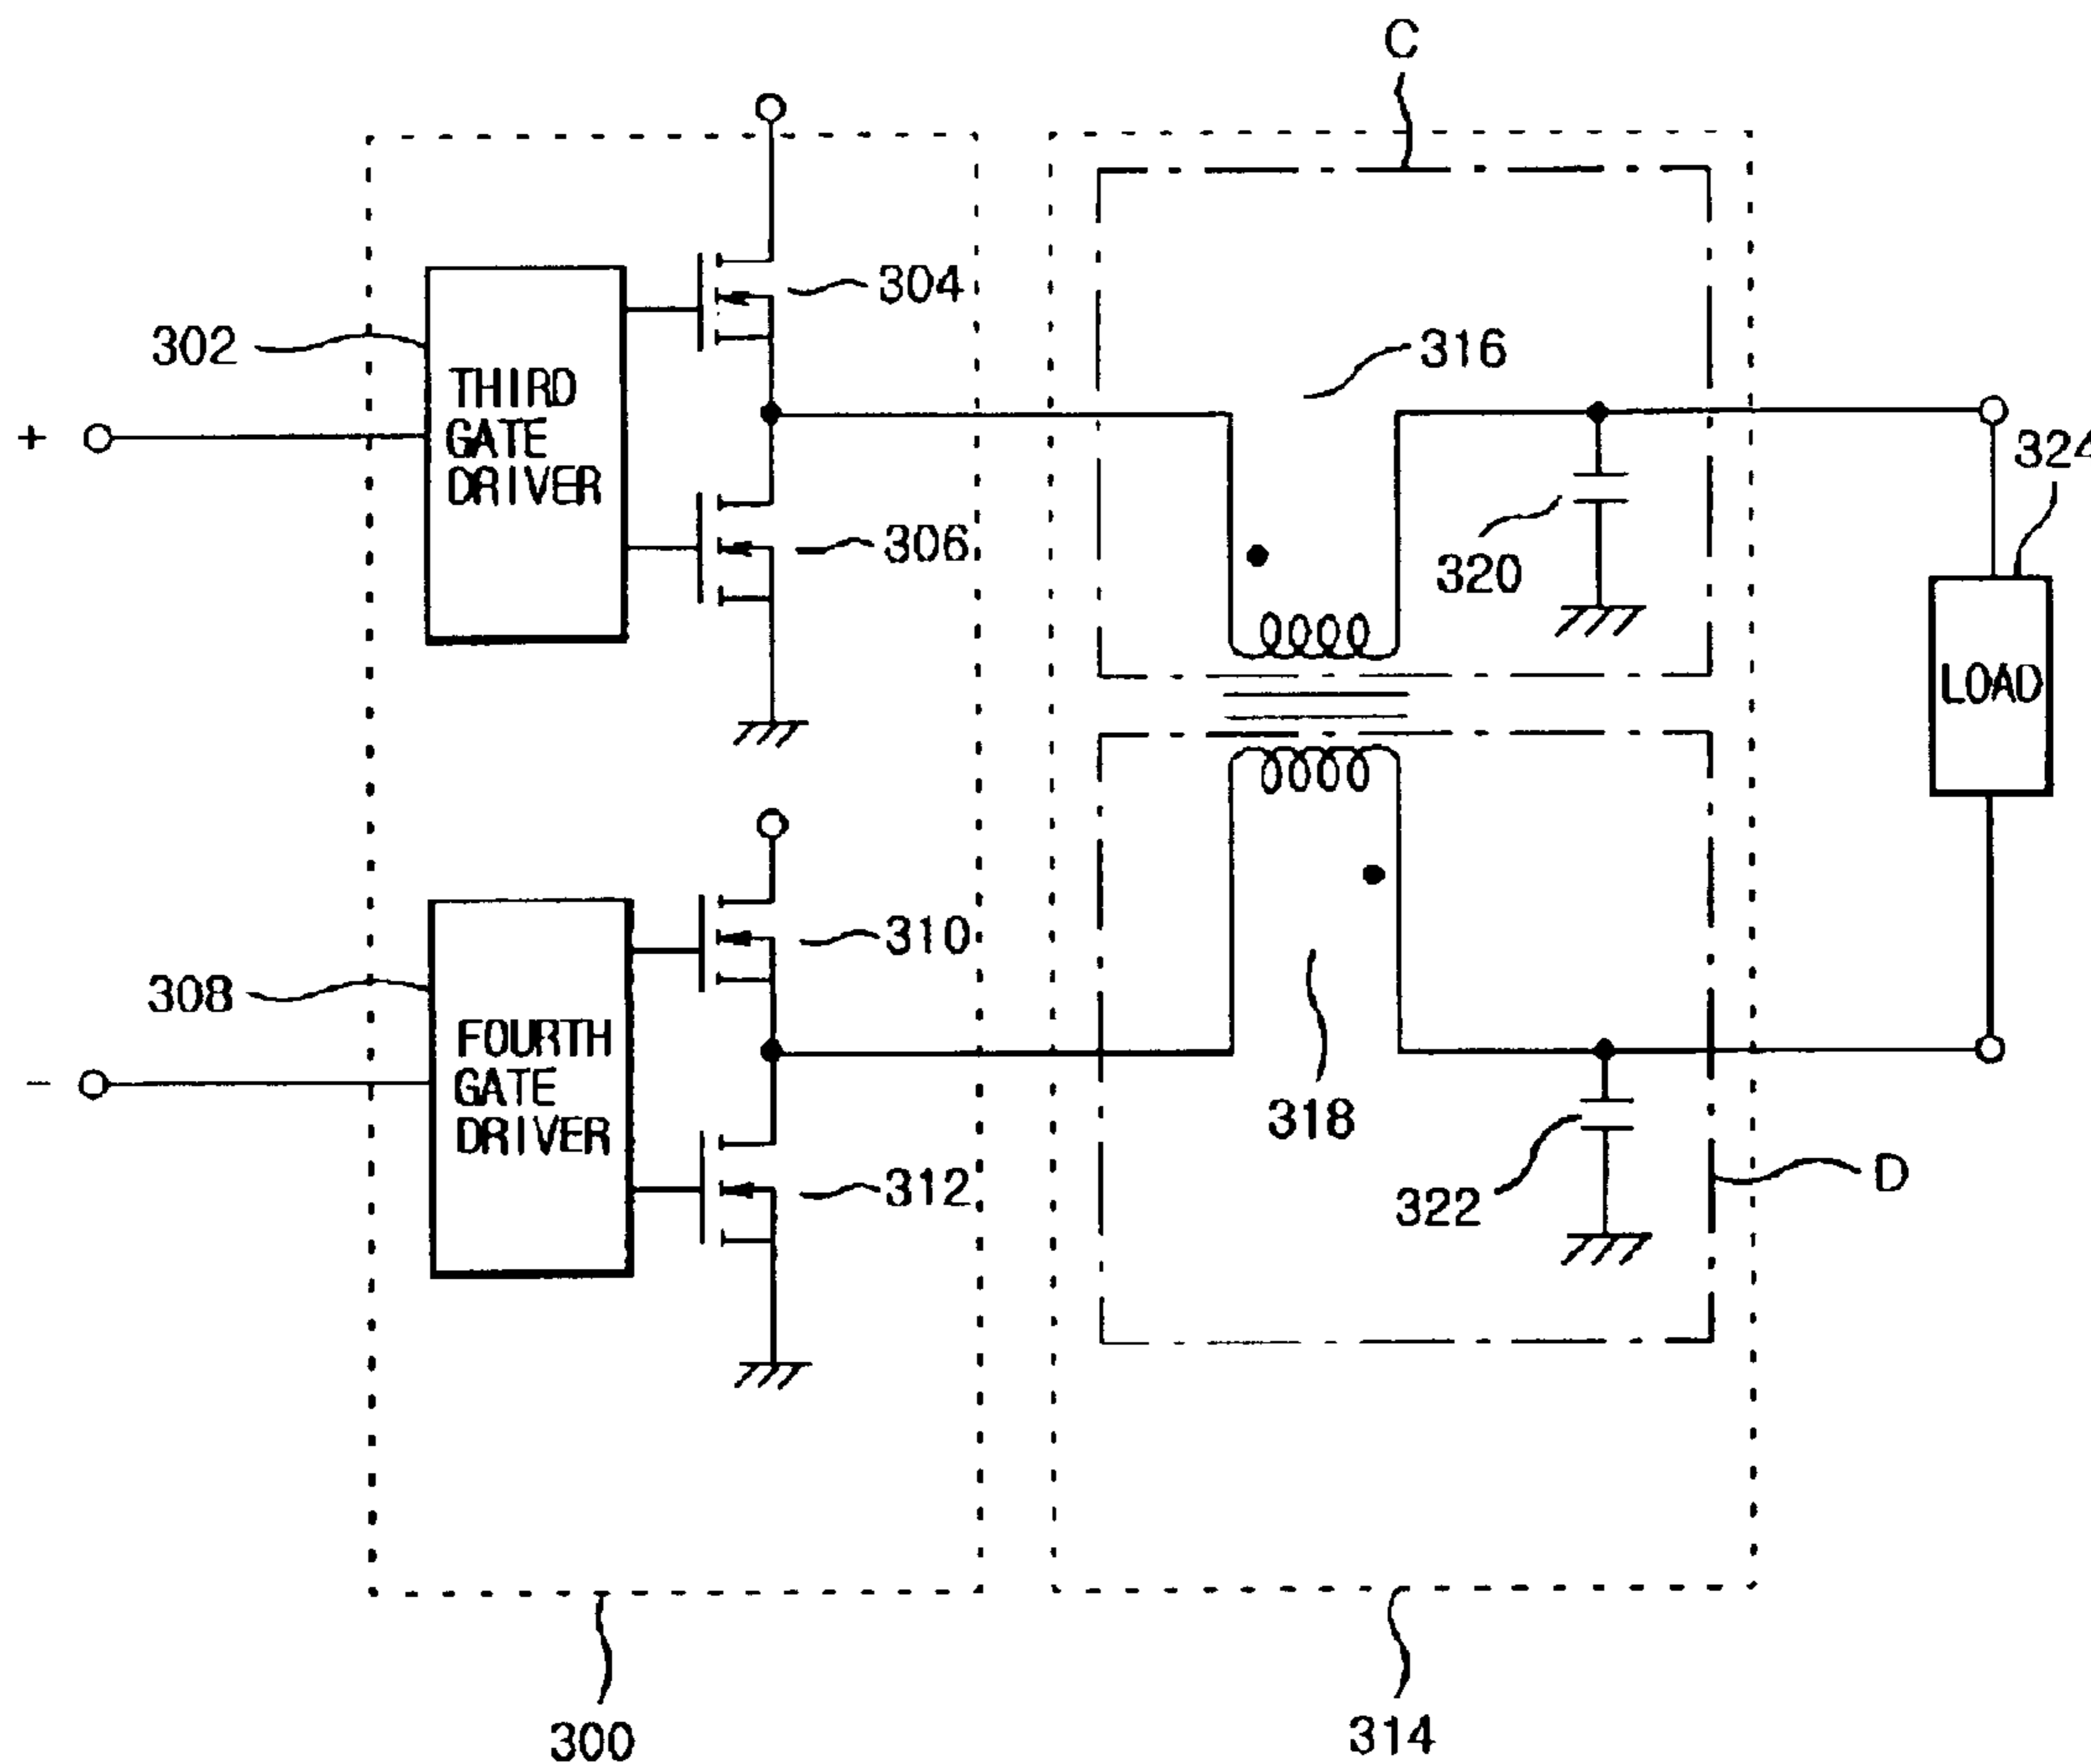 C
304
302
THIRD
GATE
DRIVER
+
316
324
306
320
LOAD
310
308
FOURTH
GATE
DRIVER
-
318
312
322
D
300
314